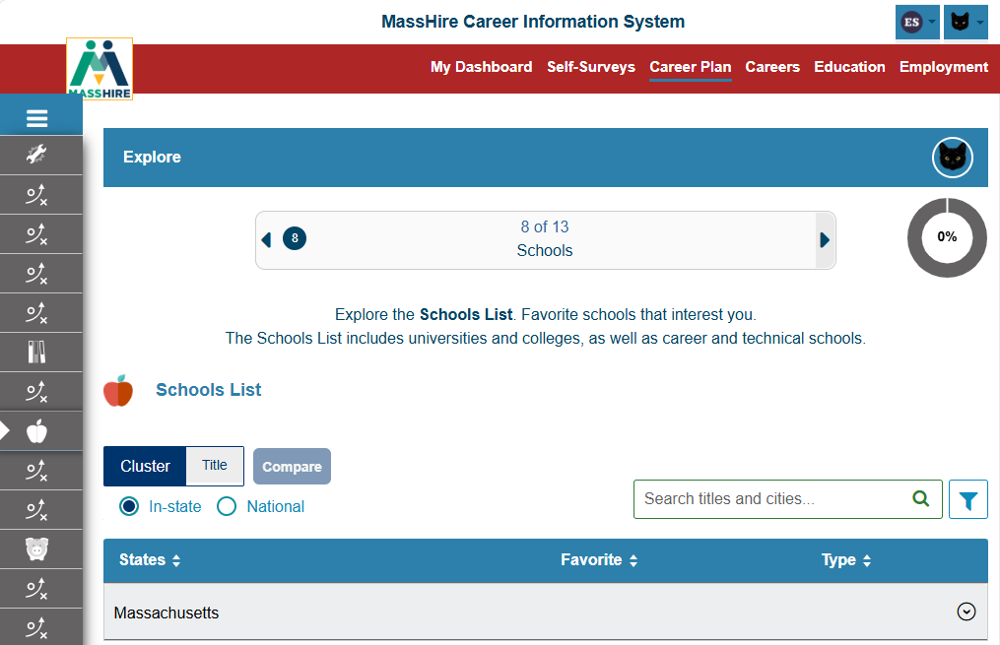 MassHire Career Information System
ES
MASSHIRE
My Dashboard Self-Surveys Career Plan Careers Education Employment
Explore
8
8 of 13
Schools
0%
Explore the Schools List. Favorite schools that interest you.
The Schools List includes universities and colleges, as well as career and technical schools.
Schools List
Cluster Title Compare
In-state National
Search titles and cities...
States Favorite Type
Massachusetts